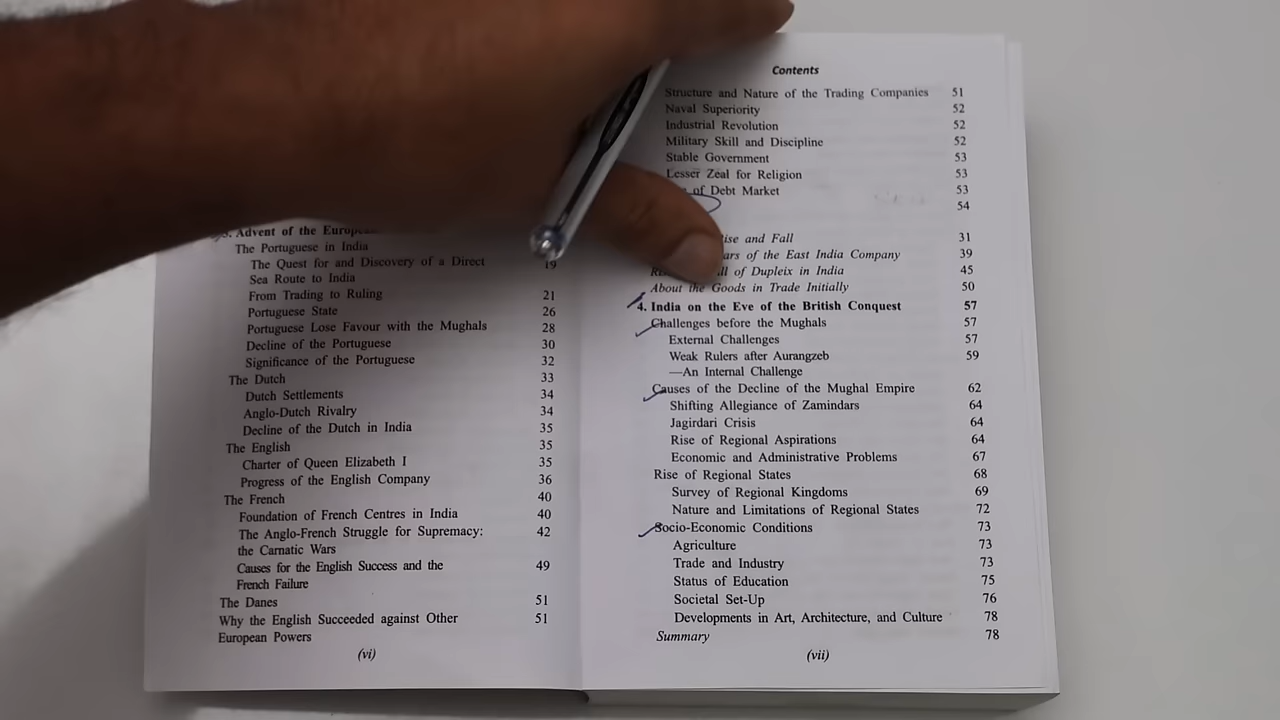 3. Advent of the
The Portuguese in India
The Quest for and Discovery of a Direct 19
Sea Route to India
From Trading to Ruling 21
Portuguese State 26
Portuguese Lose Favour with the Mughals 28
Decline of the Portuguese 30
Significance of the Portuguese 32
The Dutch 33
Dutch Settlements 34
Anglo-Dutch Rivalry 34
Decline of the Dutch in India 35
The English 35
Charter of Queen Elizabeth I 35
Progress of the English Company 36
The French 40
Foundation of French Centres in India 40
The Anglo-French Struggle for Supremacy: 42
the Carnatic Wars
Causes for the English Success and the 49
French Failure
The Danes 51
Why the English Succeeded against Other 51
European Powers
(vi)
Contents
Structure and Nature of the Trading Companies 51
Naval Superiority 52
Industrial Revolution 52
Military Skill and Discipline 52
Stable Government 53
Lesser Zeal for Religion 53
of Debt Market 53
54
and Fall 31
of the East India Company 39
of Dupleix in India 45
About the Goods in Trade Initially 50
4. India on the Eve of the British Conquest 57
Challenges before the Mughals 57
External Challenges 57
Weak Rulers after Aurangzeb 59
—An Internal Challenge
Causes of the Decline of the Mughal Empire 62
Shifting Allegiance of Zamindars 64
Jagirdari Crisis 64
Rise of Regional Aspirations 64
Economic and Administrative Problems 67
Rise of Regional States 68
Survey of Regional Kingdoms 69
Nature and Limitations of Regional States 72
Socio-Economic Conditions 73
Agriculture 73
Trade and Industry 73
Status of Education 75
Societal Set-Up 76
Developments in Art, Architecture, and Culture 78
Summary 78
(vii)